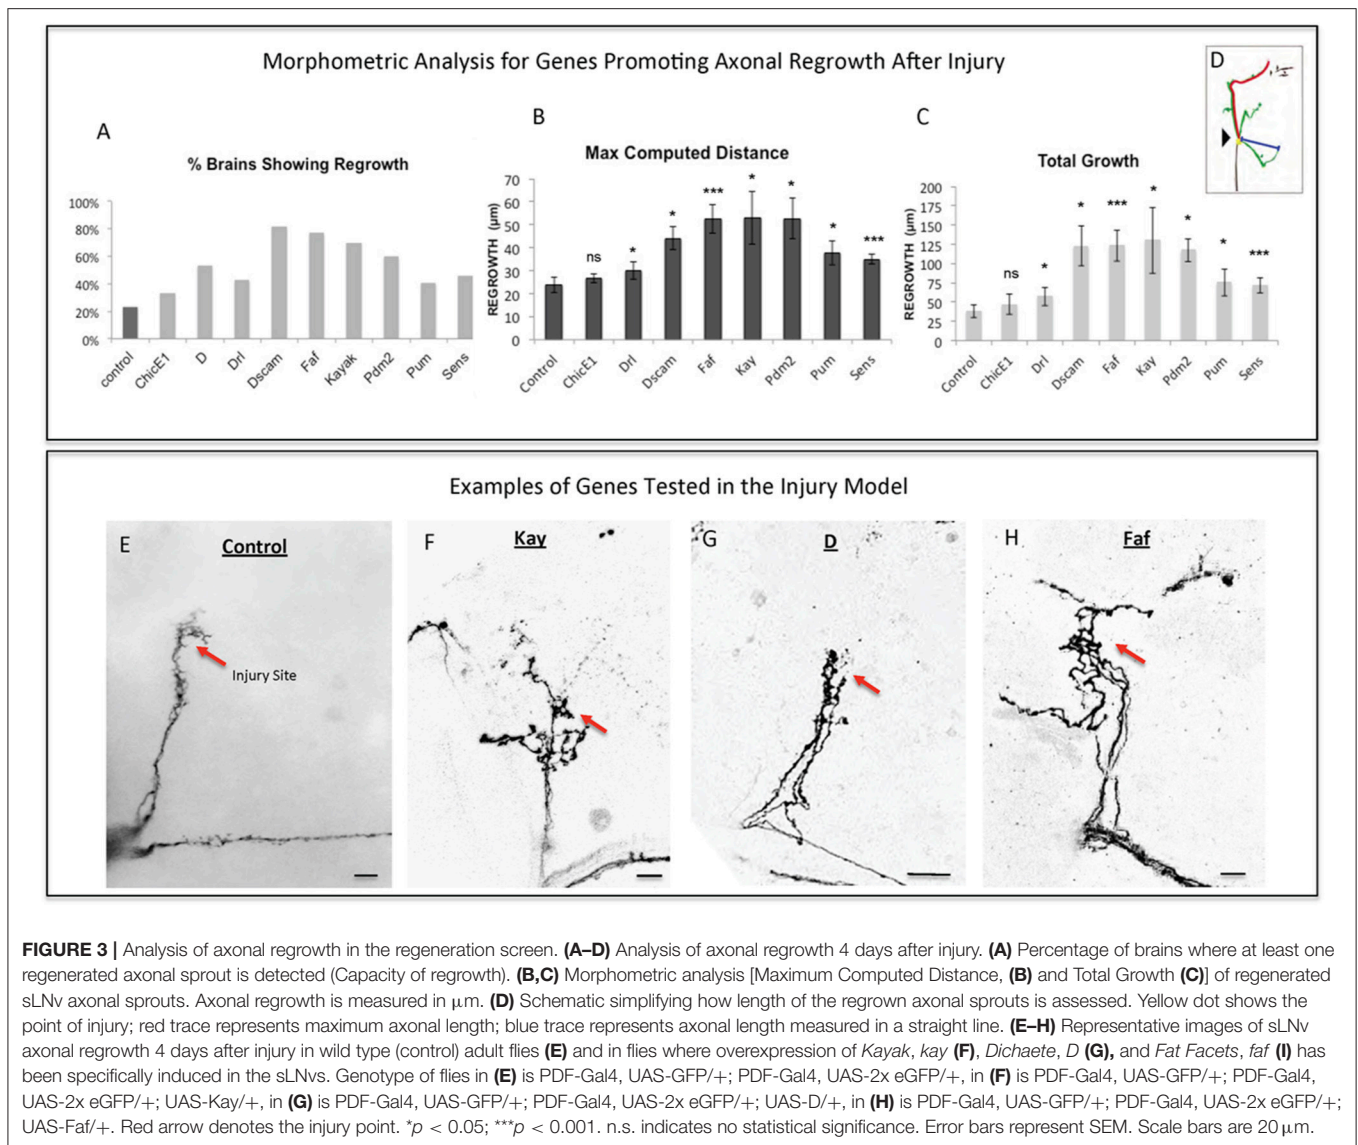 Morphometric Analysis for Genes Promoting Axonal Regrowth After Injury
A
% Brains Showing Regrowth
100%
80%
60%
40%
20%
0%
control
ChicE1
D
Drl
Dscam
Faf
Kayak
Pdm2
Pum
Sens
B
Max Computed Distance
REGROWTH (µm)
70
60
50
40
30
20
10
0
ns
*
*
***
*
*
*
***
Control
ChicE1
Drl
Dscam
Faf
Kay
Pdm2
Pum
Sens
C
Total Growth
REGROWTH (µm)
200
175
150
125
100
75
50
25
0
ns
*
*
***
*
*
*
***
Control
ChicE1
Drl
Dscam
Faf
Kay
Pdm2
Pum
Sens
D
Examples of Genes Tested in the Injury Model
E
Control
Injury Site
F
Kay
G
D
H
Faf
FIGURE 3 | Analysis of axonal regrowth in the regeneration screen. (A–D) Analysis of axonal regrowth 4 days after injury. (A) Percentage of brains where at least one
regenerated axonal sprout is detected (Capacity of regrowth). (B,C) Morphometric analysis [Maximum Computed Distance, (B) and Total Growth (C)] of regenerated
sLNv axonal sprouts. Axonal regrowth is measured in µm. (D) Schematic simplifying how length of the regrown axonal sprouts is assessed. Yellow dot shows the
point of injury; red trace represents maximum axonal length; blue trace represents axonal length measured in a straight line. (E–H) Representative images of sLNv
axonal regrowth 4 days after injury in wild type (control) adult flies (E) and in flies where overexpression of Kayak, kay (F), Dichaete, D (G), and Fat Facets, faf (I) has
been specifically induced in the sLNvs. Genotype of flies in (E) is PDF-Gal4, UAS-GFP/+; PDF-Gal4, UAS-2x eGFP/+, in (F) is PDF-Gal4, UAS-GFP/+; PDF-Gal4,
UAS-2x eGFP/+; UAS-Kay/+, in (G) is PDF-Gal4, UAS-GFP/+; PDF-Gal4, UAS-2x eGFP/+; UAS-D/+, in (H) is PDF-Gal4, UAS-GFP/+; PDF-Gal4, UAS-2x eGFP/+;
UAS-Faf/+. Red arrow denotes the injury point. *p < 0.05; ***p < 0.001. n.s. indicates no statistical significance. Error bars represent SEM. Scale bars are 20 µm.